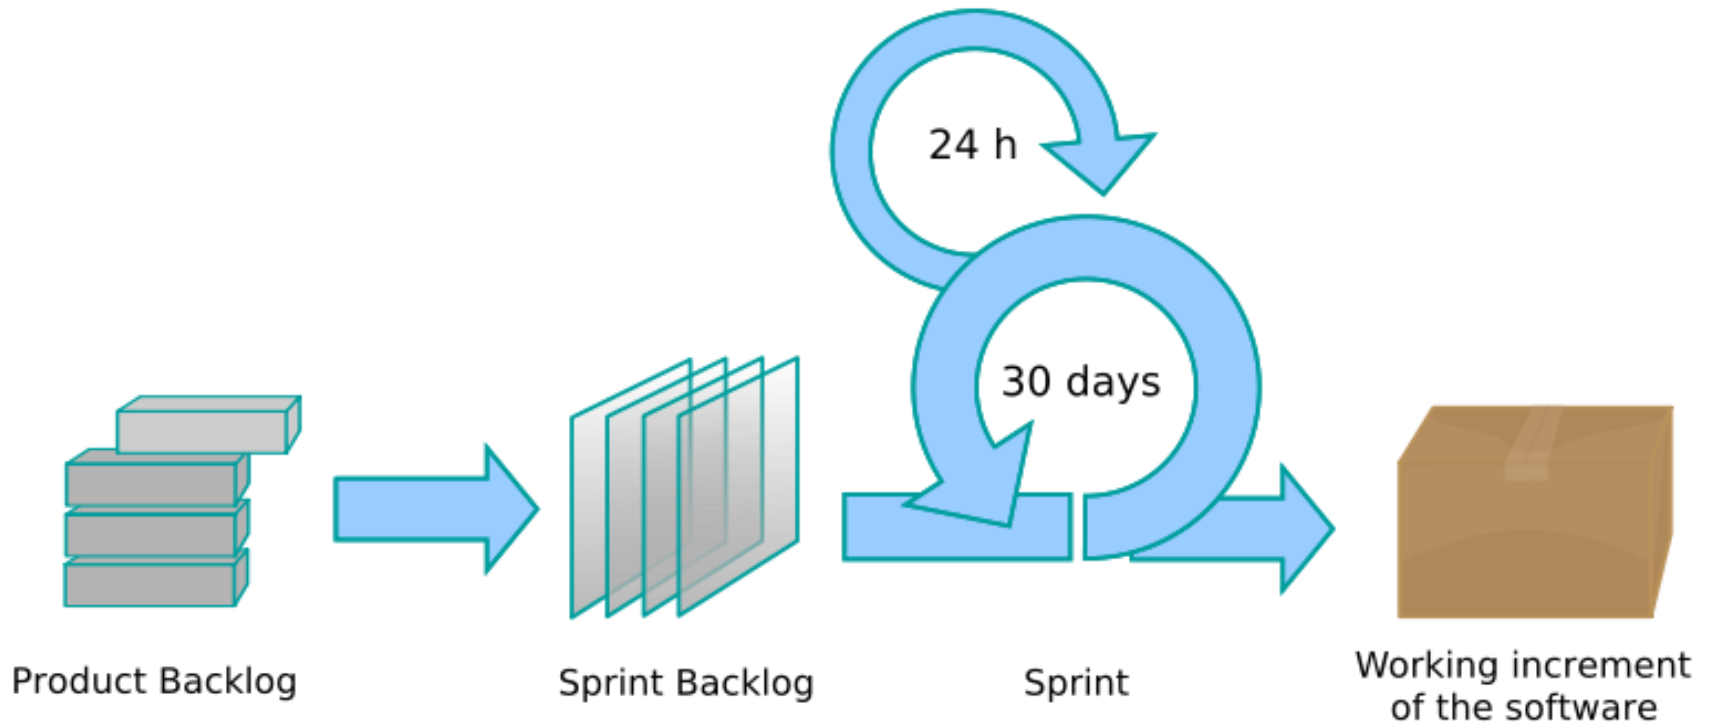 24 h
30 days
Product Backlog
Sprint Backlog
Sprint
Working increment
of the software